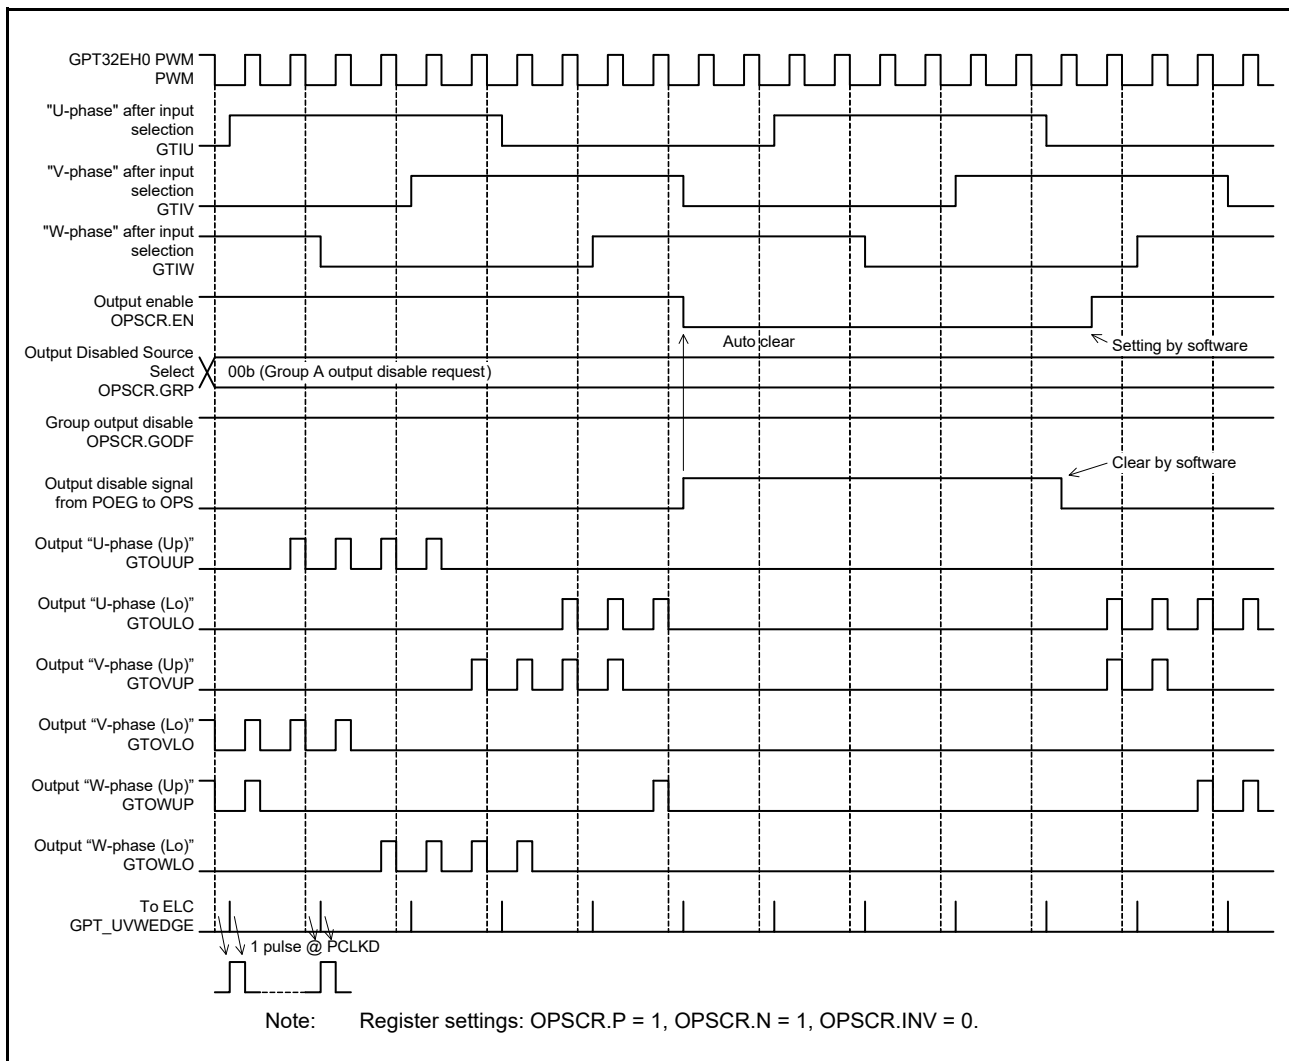 GPT32EH0 PWM
PWM
"U-phase" after input
selection
GTIU
"V-phase" after input
selection
GTIV
"W-phase" after input
selection
GTIW
Output enable
OPSCR.EN
Auto clear
Setting by software
Output Disabled Source
Select
OPSCR.GRP
00b (Group A output disable request)
Group output disable
OPSCR.GODF
Clear by software
Output disable signal
from POEG to OPS
Output “U-phase (Up)”
GTOUUP
Output “U-phase (Lo)”
GTOULO
Output “V-phase (Up)”
GTOVUP
Output “V-phase (Lo)”
GTOVLO
Output “W-phase (Up)”
GTOWUP
Output “W-phase (Lo)”
GTOWLO
To ELC
GPT_UVWEDGE
1 pulse @ PCLKD
Note: Register settings: OPSCR.P = 1, OPSCR.N = 1, OPSCR.INV = 0.